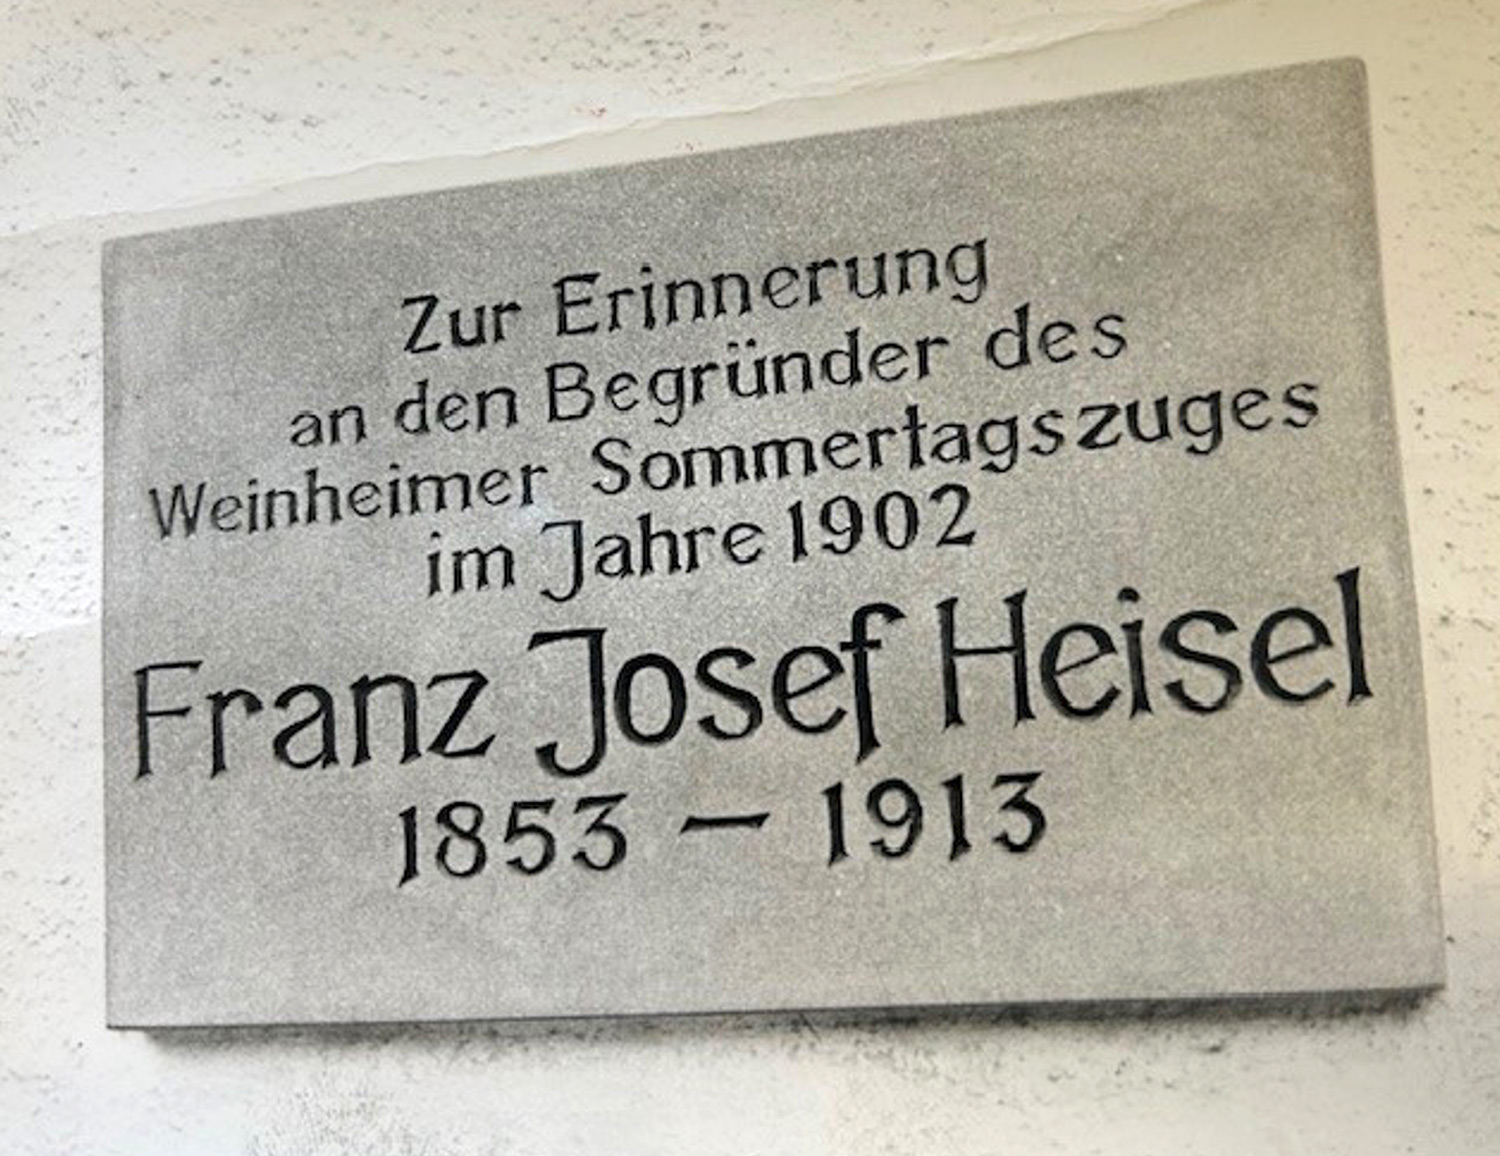 Zur Erinnerung
an den Begründer des
Weinheimer Sommertagszuges
im Jahre 1902
Franz Josef Heisel
1853 – 1913